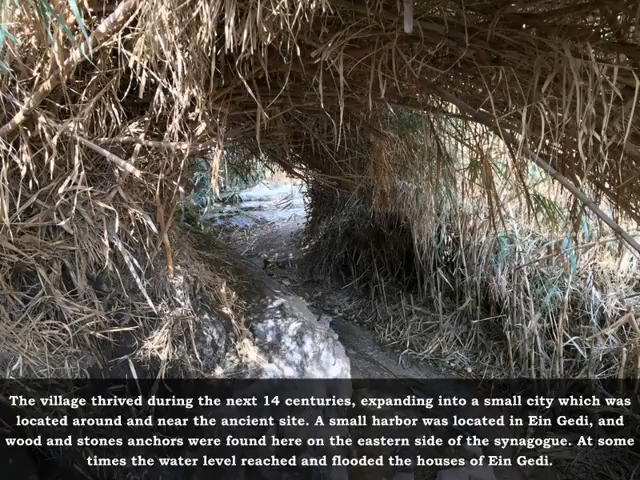 The village thrived during the next 14 centuries, expanding into a small city which was
located around and near the ancient site. A small harbor was located in Ein Gedi, and
wood and stones anchors were found here on the eastern side of the synagogue. At some
times the water level reached and flooded the houses of Ein Gedi.